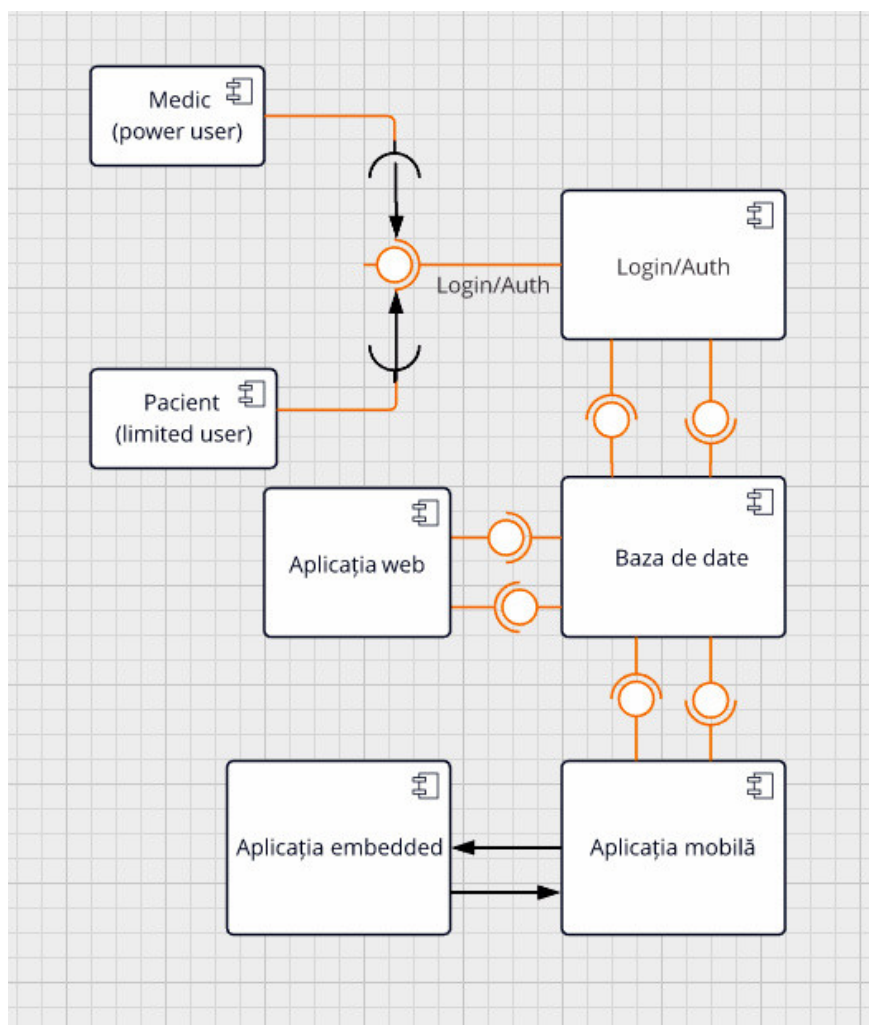 Medic
(power user)
Login/Auth
Login/Auth
Pacient
(limited user)
Aplicația web
Baza de date
Aplicația embedded
Aplicația mobilă